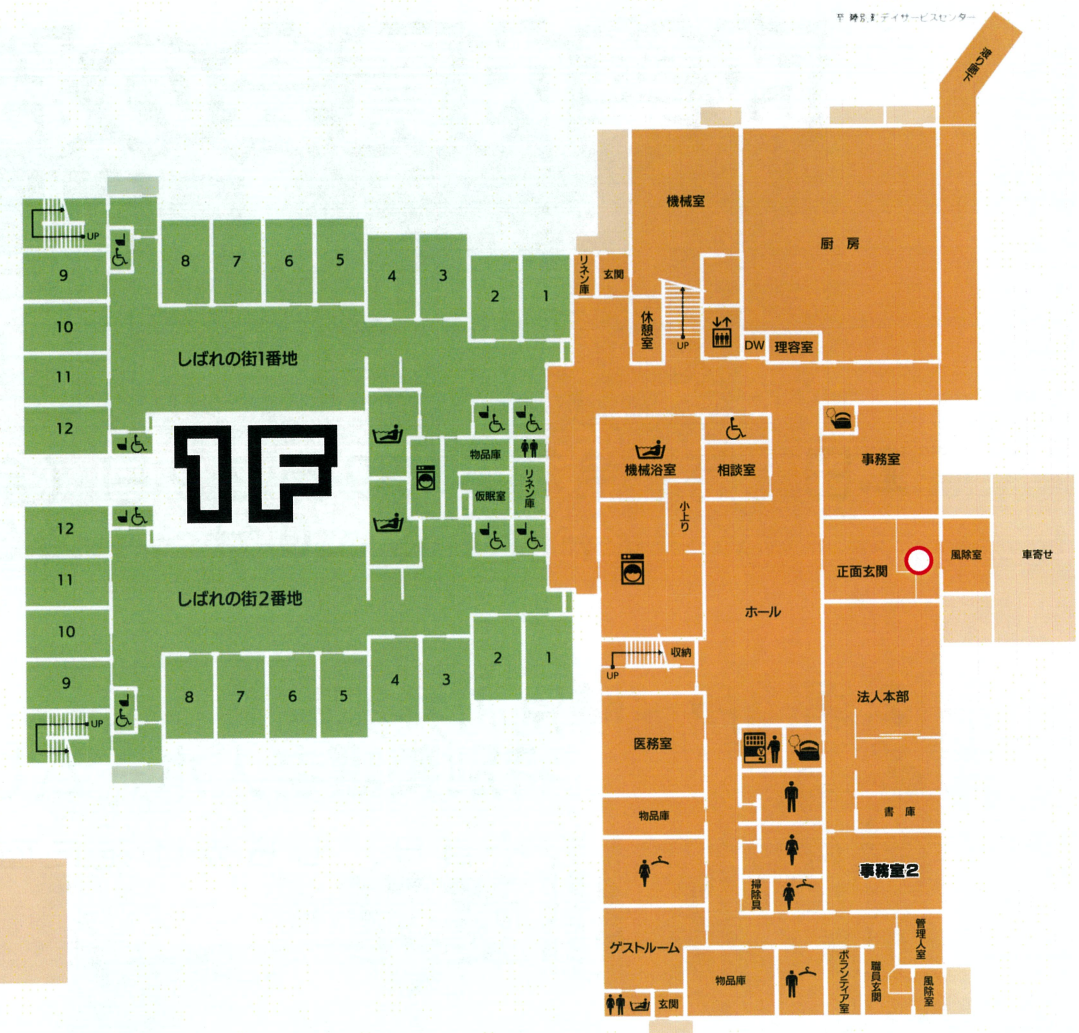 デイサービスセンター
渡り廊下
機械室
厨 房
UP
9
8
7
6
5
4
3
2
1
リネン庫
玄関
休憩室
UP
DW
理容室
10
しばれの街1番地
11
12
1F
物品庫
仮眠室
リネン庫
機械浴室
相談室
小上り
事務室
正面玄関
風除室
車寄せ
12
11
しばれの街2番地
10
9
UP
8
7
6
5
4
3
2
1
ホール
収納
UP
法人本部
医務室
物品庫
書 庫
事務室2
掃除具
ゲストルーム
玄関
物品庫
ボランティア室
職員玄関
管理人室
風除室